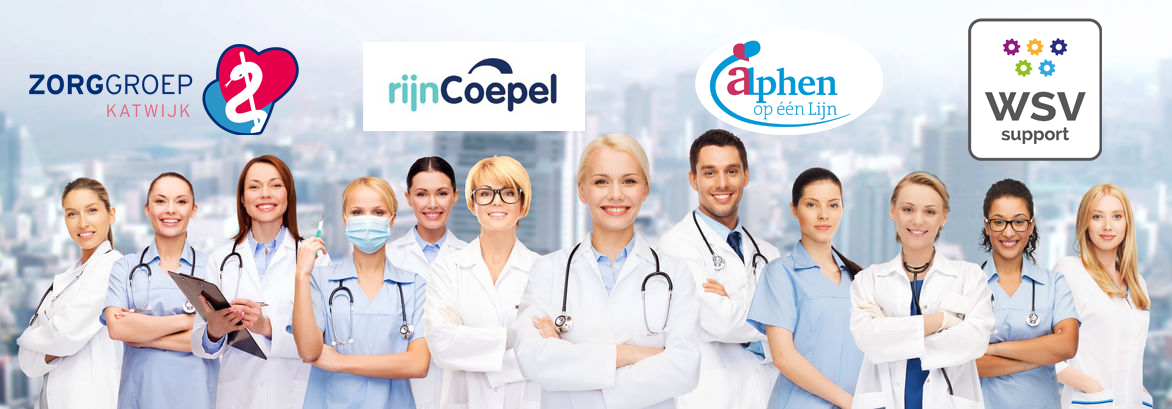 ZORGGROEP
KATWIJK
rijnCoepel
alphen
op één Lijn
WSV
support